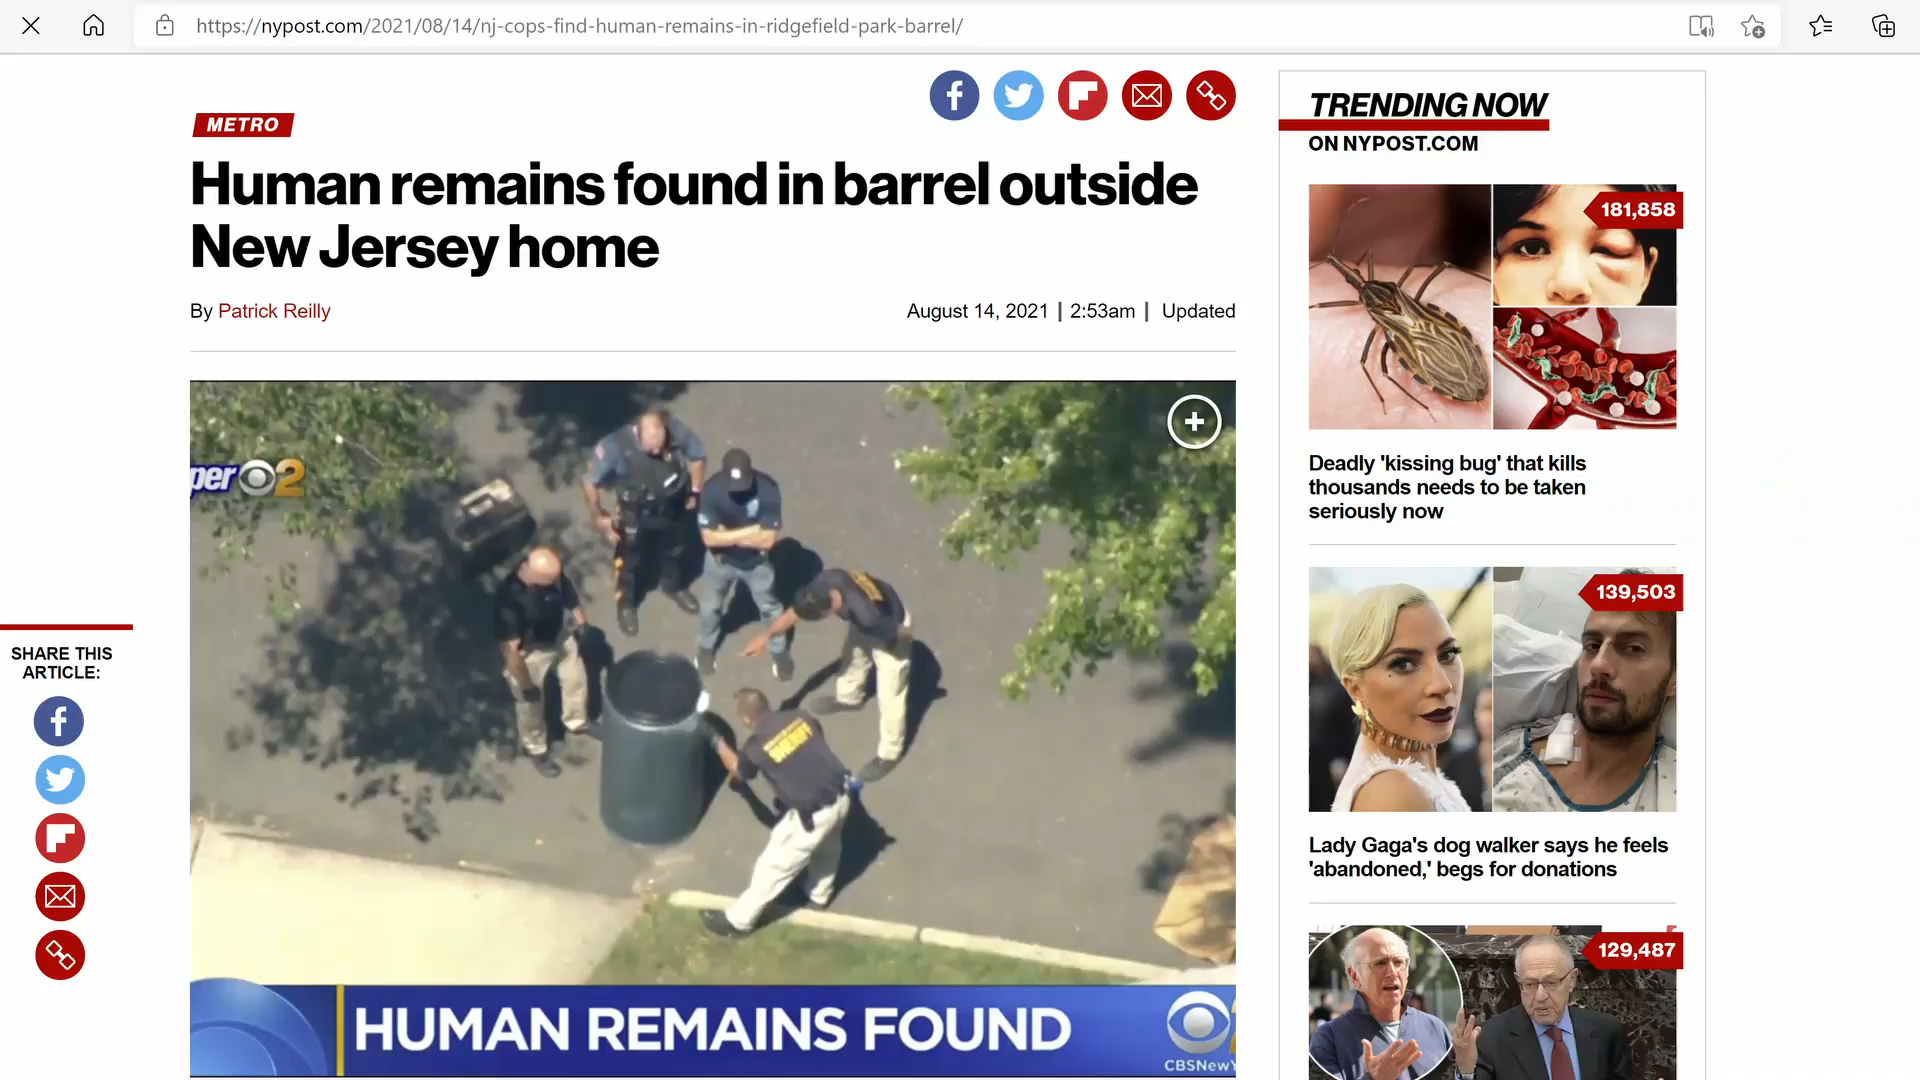 https://nypost.com/2021/08/14/nj-cops-find-human-remains-in-ridgefield-park-barrel/
METRO
Human remains found in barrel outside
New Jersey home
By Patrick Reilly
August 14, 2021 | 2:53am | Updated
per 2
HUMAN REMAINS FOUND
CBSNewY
SHARE THIS
ARTICLE:
TRENDING NOW
ON NYPOST.COM
181,858
Deadly 'kissing bug' that kills
thousands needs to be taken
seriously now
139,503
Lady Gaga's dog walker says he feels
'abandoned,' begs for donations
129,487